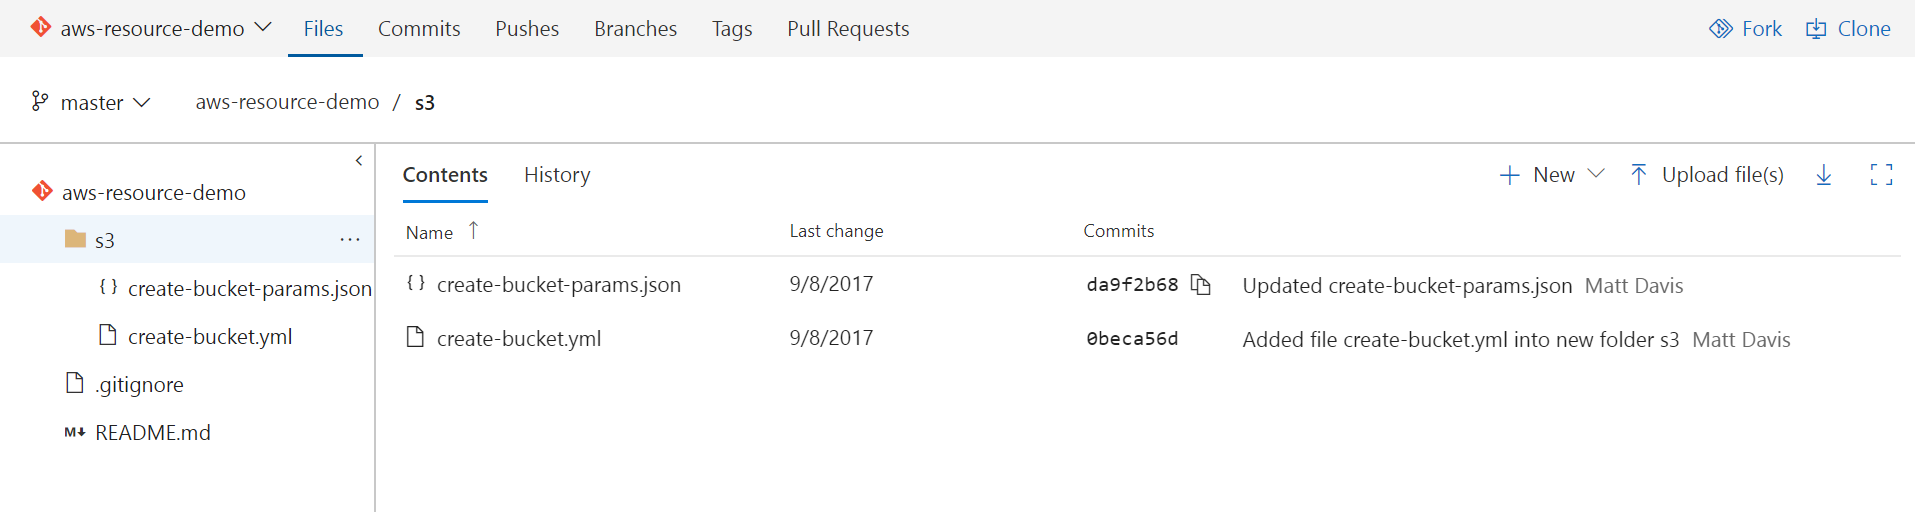 aws-resource-demo Files Commits Pushes Branches Tags Pull Requests Fork Clone
master aws-resource-demo / s3
aws-resource-demo
s3 ...
{ } create-bucket-params.json
create-bucket.yml
.gitignore
M README.md
Contents History New Upload file(s)
Name Last change Commits
{ } create-bucket-params.json 9/8/2017 da9f2b68 Updated create-bucket-params.json Matt Davis
create-bucket.yml 9/8/2017 0beca56d Added file create-bucket.yml into new folder s3 Matt Davis